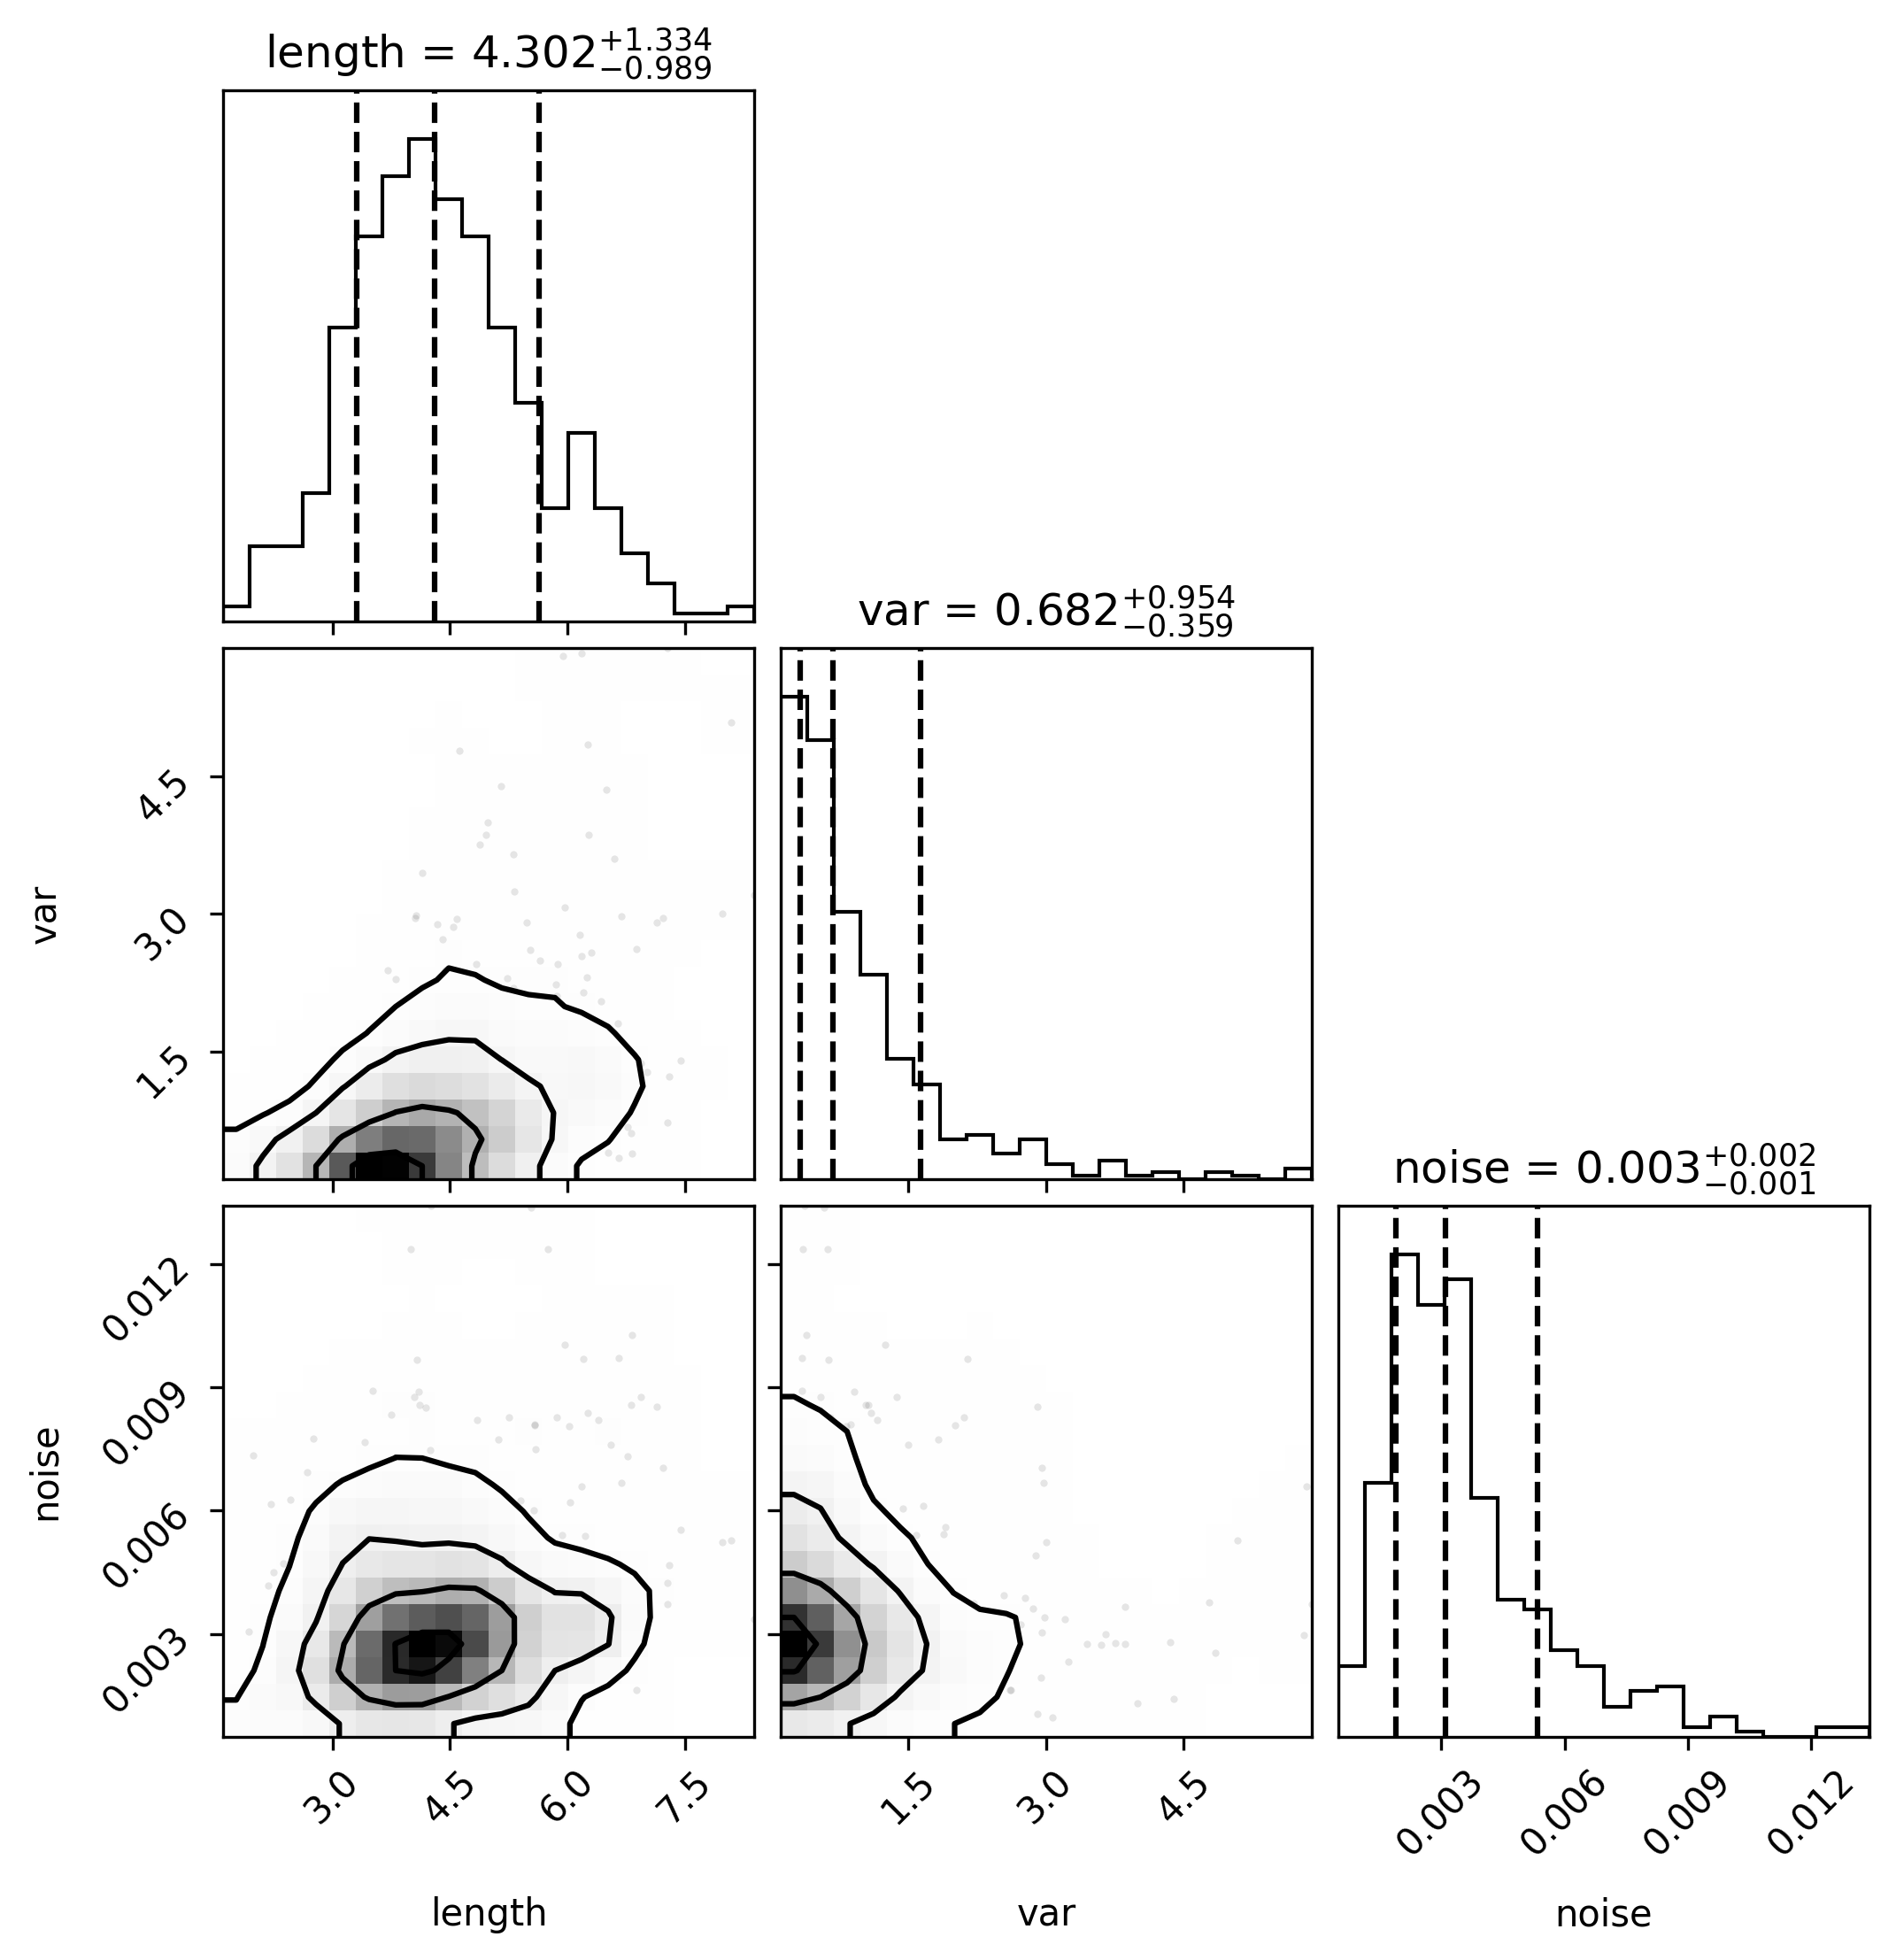 length = 4.302+1.334 −0.989
var = 0.682+0.954 −0.359
4.5
3.0
1.5
var
noise = 0.003+0.002 −0.001
0.012
0.009
0.006
0.003
noise
3.0 4.5 6.0 7.5
1.5 3.0 4.5
0.003 0.006 0.009 0.012
length var noise